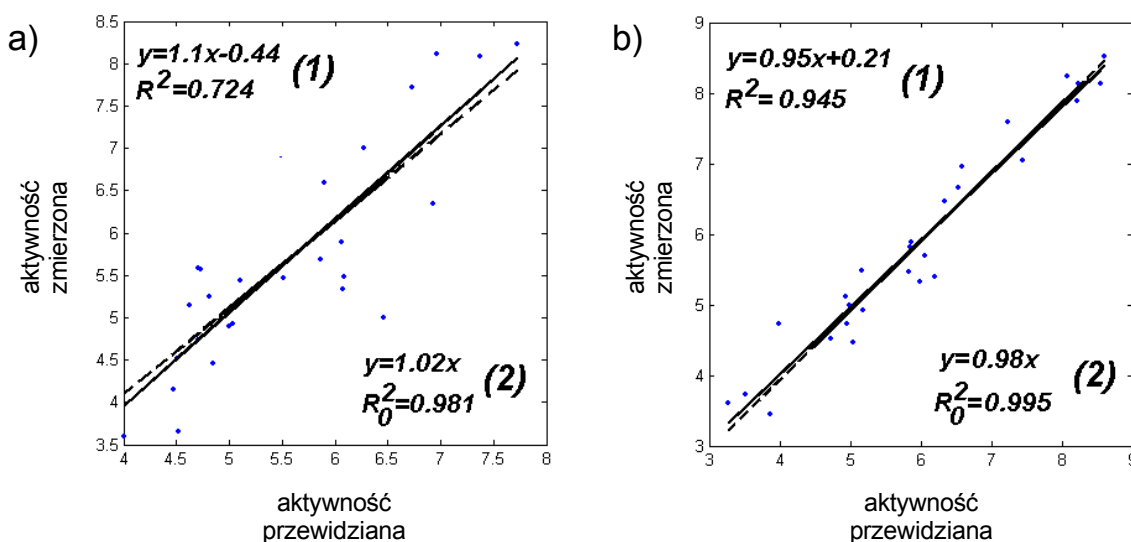 a)
y=1.1x-0.44
R²=0.724
(1)
y=1.02x
R₀²=0.981
(2)
8.5
8
7.5
7
6.5
6
5.5
5
4.5
4
3.5
4
4.5
5
5.5
6
6.5
7
7.5
8
aktywność
zmierzona
aktywność
przewidziana
b)
y=0.95x+0.21
R²=0.945
(1)
y=0.98x
R₀²=0.995
(2)
9
8
7
6
5
4
3
3
4
5
6
7
8
9
aktywność
zmierzona
aktywność
przewidziana